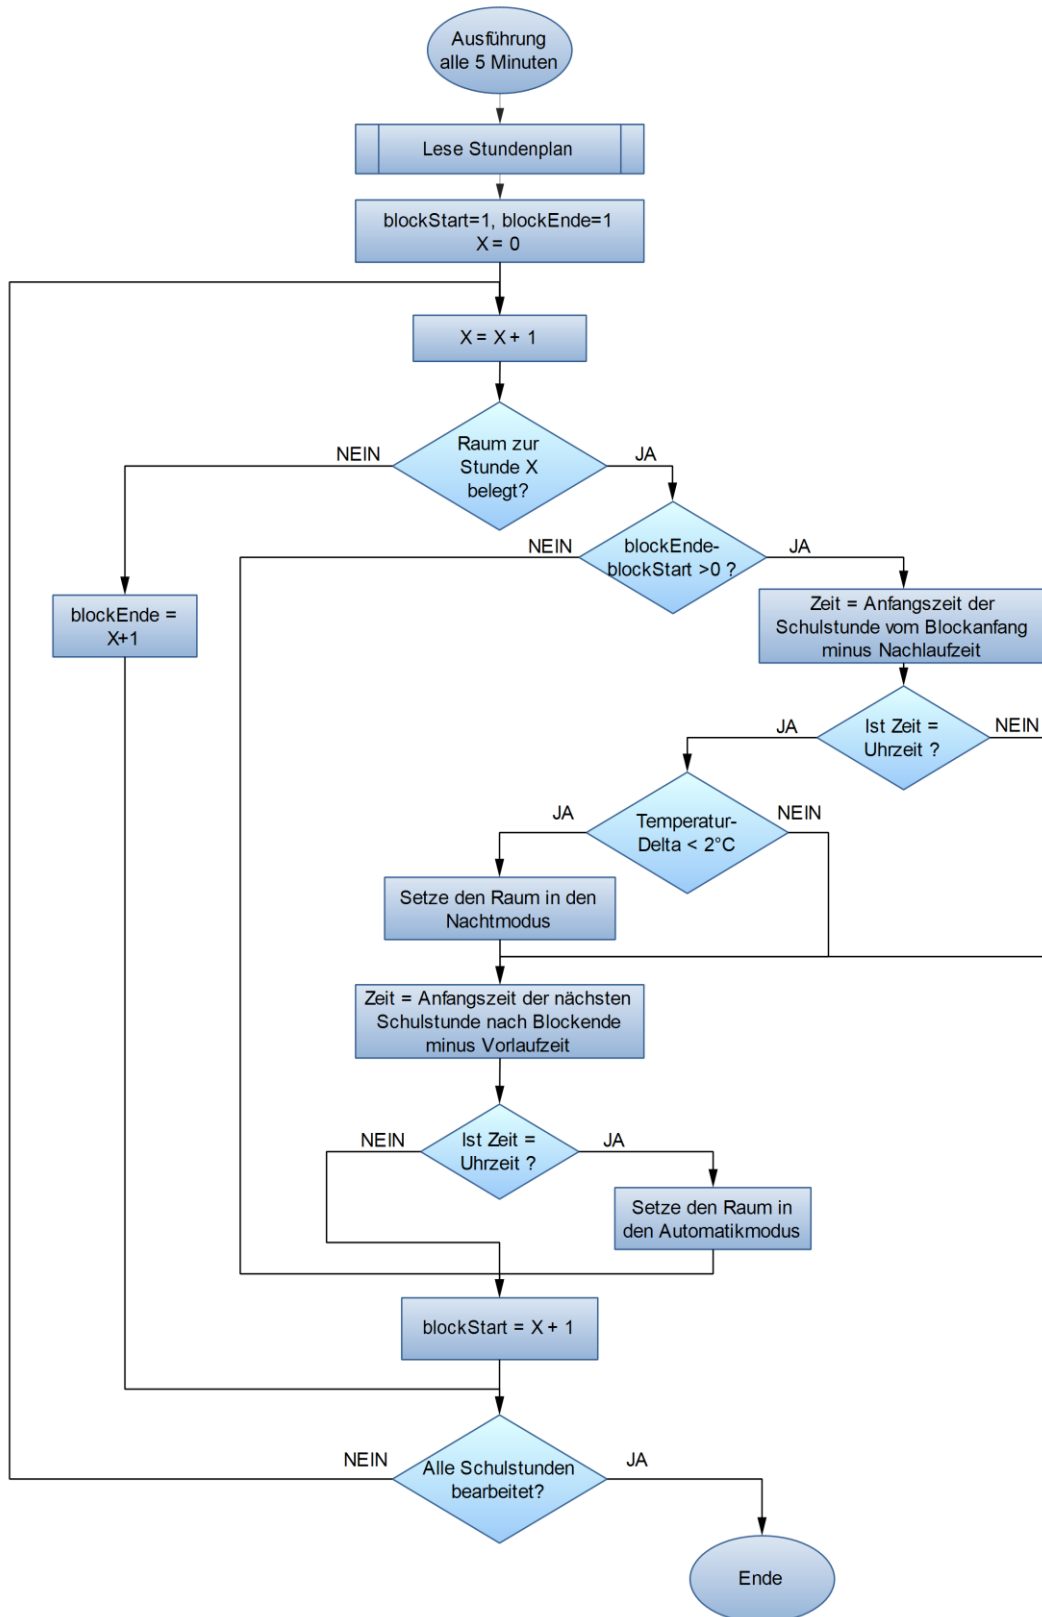 Ausführung
alle 5 Minuten
Lese Stundenplan
blockStart=1, blockEnde=1
X = 0
X = X + 1
NEIN
Raum zur
Stunde X
belegt?
JA
NEIN
blockEnde-
blockStart >0 ?
JA
blockEnde =
X+1
Zeit = Anfangszeit der
Schulstunde vom Blockanfang
minus Nachlaufzeit
JA
Ist Zeit =
Uhrzeit ?
NEIN
JA
Temperatur-
Delta < 2°C
NEIN
Setze den Raum in den
Nachtmodus
Zeit = Anfangszeit der nächsten
Schulstunde nach Blockende
minus Vorlaufzeit
NEIN
Ist Zeit =
Uhrzeit ?
JA
Setze den Raum in
den Automatikmodus
blockStart = X + 1
NEIN
Alle Schulstunden
bearbeitet?
JA
Ende